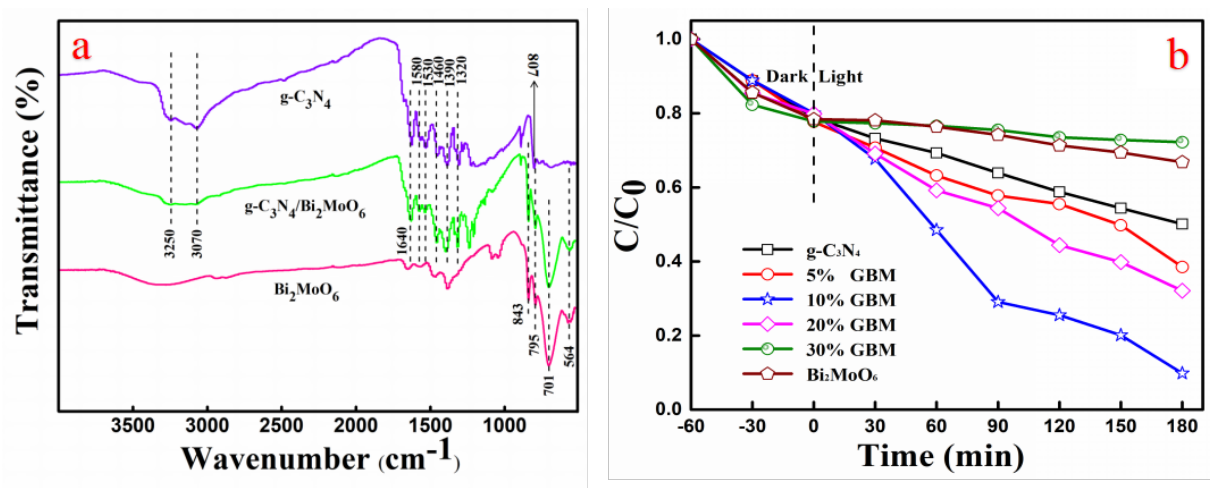 a
Transmittance (%)
g-C3N4
g-C3N4/Bi2MoO6
Bi2MoO6
3250
3070
1640
1580
1530
1460
1390
1320
807
843
795
701
564
3500 3000 2500 2000 1500 1000
Wavenumber (cm-1)
b
C/C0
1.0
0.8
0.6
0.4
0.2
0.0
Dark Light
g-C3N4
5% GBM
10% GBM
20% GBM
30% GBM
Bi2MoO6
-60 -30 0 30 60 90 120 150 180
Time (min)